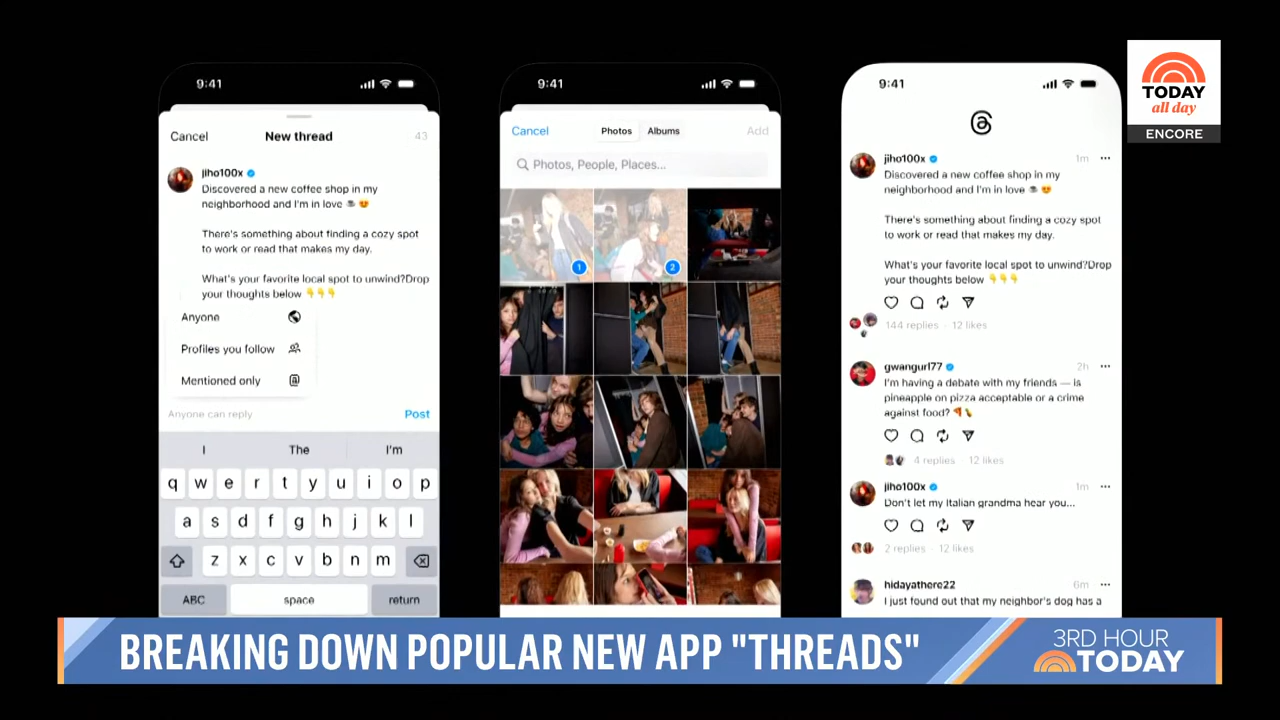 9:41
Cancel New thread 43
jiho100x
Discovered a new coffee shop in my
neighborhood and I'm in love ☕ 😍
There's something about finding a cozy spot
to work or read that makes my day.
What's your favorite local spot to unwind?Drop
your thoughts below 👇👇👇
Anyone
Profiles you follow
Mentioned only
Anyone can reply Post
I The I'm
q w e r t y u i o p
a s d f g h j k l
z x c v b n m
ABC space return
9:41
Cancel Photos Albums Add
Photos, People, Places...
1 2
9:41
jiho100x 1m
Discovered a new coffee shop in my
neighborhood and I'm in love ☕ 😍
There's something about finding a cozy spot
to work or read that makes my day.
What's your favorite local spot to unwind?Drop
your thoughts below 👇👇👇
144 replies · 12 likes
gwangurl77 2h
I'm having a debate with my friends — is
pineapple on pizza acceptable or a crime
against food? 🍕🍍
4 replies 12 likes
jiho100x 1m
Don't let my Italian grandma hear you...
2 replies · 12 likes
hidayathere22 6m
I just found out that my neighbor's dog has a
TODAY
all day
ENCORE
BREAKING DOWN POPULAR NEW APP "THREADS"
3RD HOUR
TODAY